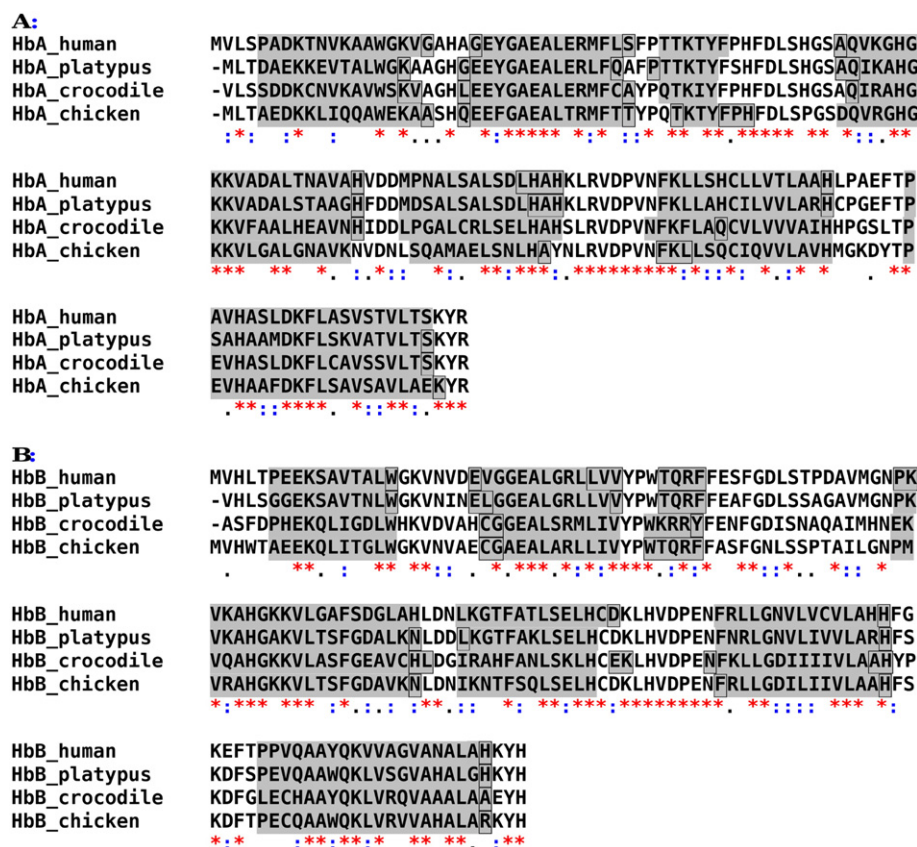 A:
HbA_human MVLSPADKTNVKAAWGKVGAHAGEYGAEALERMFLSFPTTKTYFPHFDLSHGSAQVKGHG
HbA_platypus -MLTDAEKKEVTALWGKAAGHGEEYGAEALERLFQAFPTTKTYFSHFDLSHGSAQIKAHG
HbA_crocodile -VLSSDDKCNVKAVWSKVAGHLEEYGAEALERMFCAYPQTKIYFPHFDLSHGSAQIRAHG
HbA_chicken -MLTAEDKKLIQQAWEKAASHQEEFGAEALTRMFTTYPQTKTYFPHFDLSPGSDQVRGHG
:*: :* : * *...* *:***** *:* :* ** ** .***** ** *::.**
HbA_human KKVADALTNAVAHVDDMPNALSALSDLHAHKLRVDPVNFKLLSHCLLVTLAAHLPAEFTP
HbA_platypus KKVADALSTAAGHFDDMDSALSALSDLHAHKLRVDPVNFKLLAHCILVVLARHCPGEFTP
HbA_crocodile KKVFAALHEAVNHIDDLPGALCRLSELHAHSLRVDPVNFKFLAQCVLVVVAIHHPGSLTP
HbA_chicken KKVLGALGNAVKNVDNLSQAMAELSNLHAYNLRVDPVNFKLLSQCIQVVLAVHMGKDYTP
*** ** *. :.*:: *:. **:***:.*********:*::*: *.:* * . **
HbA_human AVHASLDKFLASVSTVLTSKYR
HbA_platypus SAHAAMDKFLSKVATVLTSKYR
HbA_crocodile EVHASLDKFLCAVSSVLTSKYR
HbA_chicken EVHAAFDKFLSAVSAVLAEKYR
.**::****. *::**:.***
B:
HbB_human MVHLTPEEKSAVTALWGKVNVDEVGGEALGRLLVVYPWTQRFFESFGDLSTPDAVMGNPK
HbB_platypus -VHLSGGEKSAVTNLWGKVNINELGGEALGRLLVVYPWTQRFFEAFGDLSSAGAVMGNPK
HbB_crocodile -ASFDPHEKQLIGDLWHKVDVAHCGGEALSRMLIVYPWKRRYFENFGDISNAQAIMHNEK
HbB_chicken MVHWTAEEKQLITGLWGKVNVAECGAEALARLLIVYPWTQRFFASFGNLSSPTAILGNPM
. **. : ** **:: . *.***.*:*:****.:*:* **::*.. *:: *
HbB_human VKAHGKKVLGAFSDGLAHLDNLKGTFATLSELHCDKLHVDPENFRLLGNVLVCVLAHHFG
HbB_platypus VKAHGAKVLTSFGDALKNLDDLKGTFAKLSELHCDKLHVDPENFNRLGNVLIVVLARHFS
HbB_crocodile VQAHGKKVLASFGEAVCHLDGIRAHFANLSKLHCEKLHVDPENFKLLGDIIIIVLAAHYP
HbB_chicken VRAHGKKVLTSFGDAVKNLDNIKNTFSQLSELHCDKLHVDPENFRLLGDILIIVLAAHFS
*:*** *** :*.:.: :**.:: *: **:***:*********. **:::: *** *:
HbB_human KEFTPPVQAAYQKVVAGVANALAHKYH
HbB_platypus KDFSPEVQAAWQKLVSGVAHALGHKYH
HbB_crocodile KDFGLECHAAYQKLVRQVAAALAAEYH
HbB_chicken KDFTPECQAAWQKLVRVVAHALARKYH
*:* :**:**:* ** **. :**